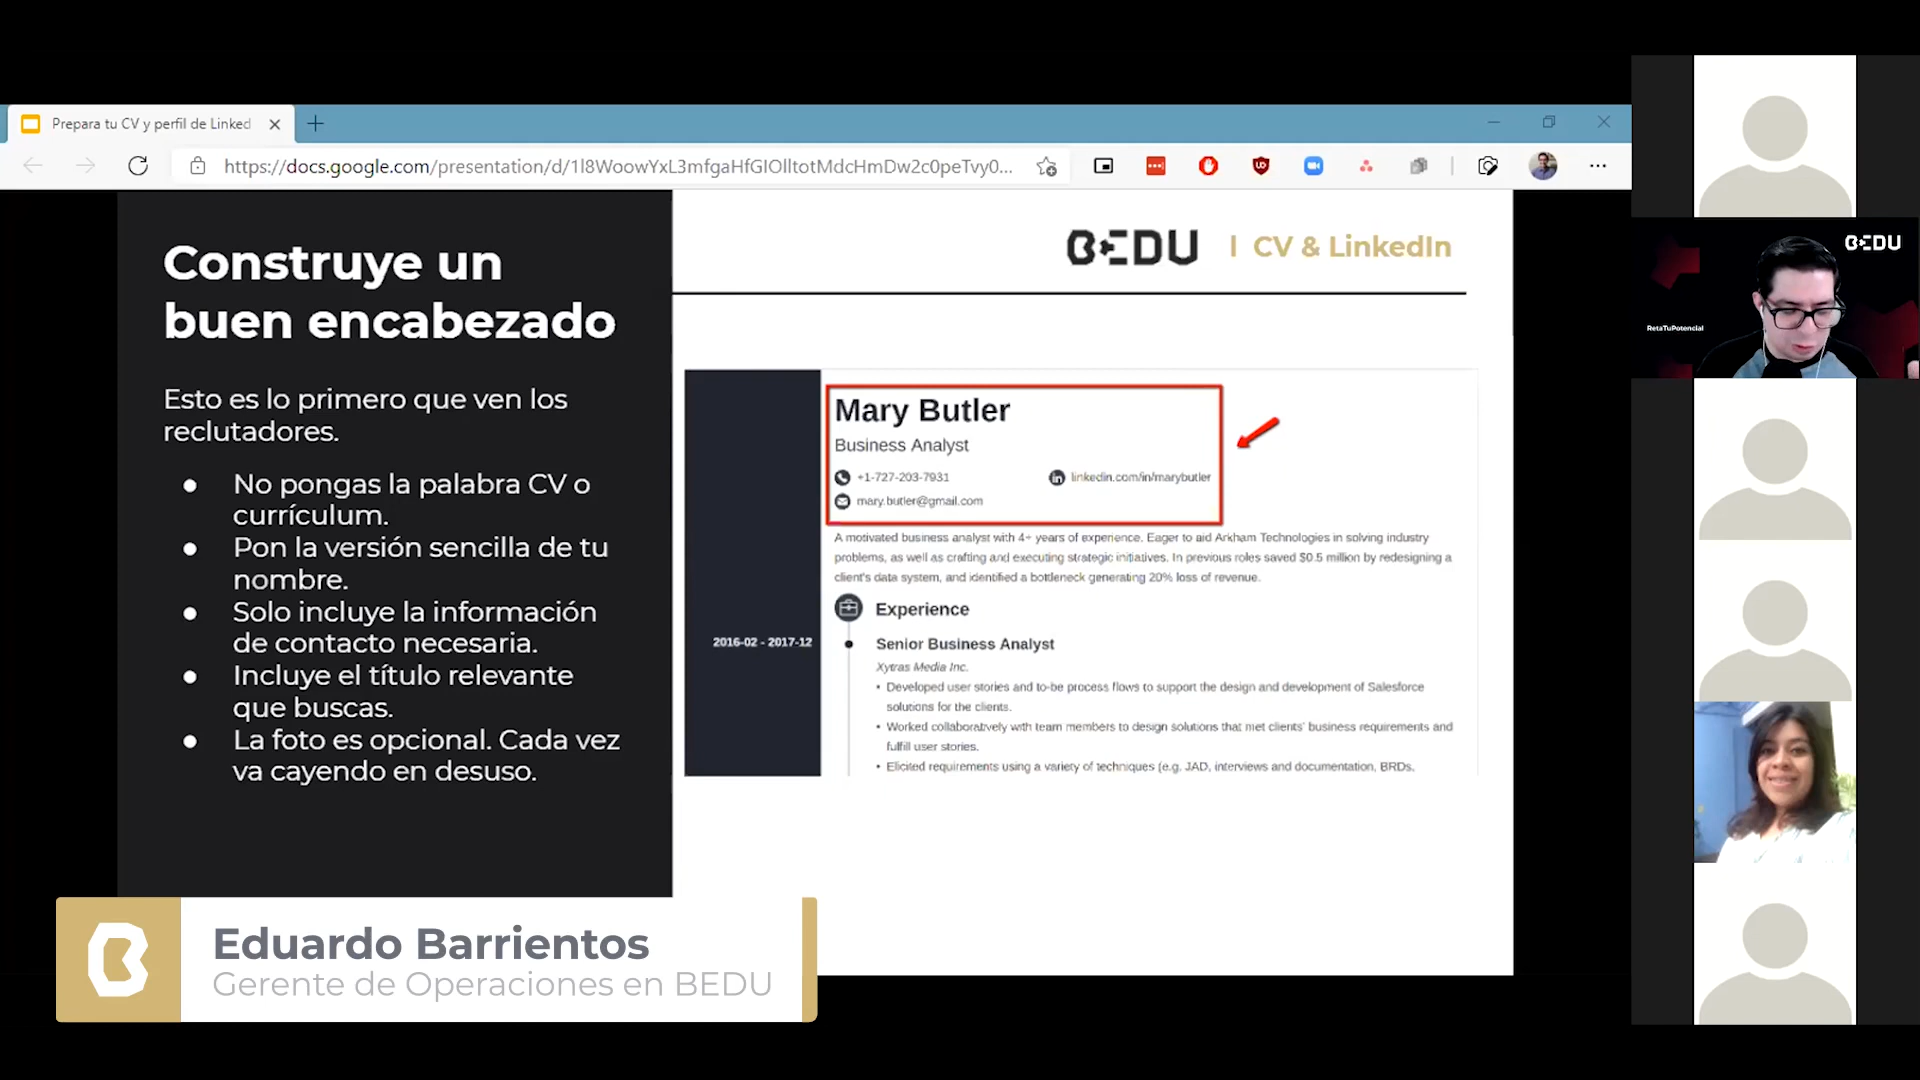 Prepara tu CV y perfil de Linked
https://docs.google.com/presentation/d/1l8WoowYxL3mfgaHfGIOlltotMdcHmDw2c0peTvy0...
Construye un
buen encabezado
Esto es lo primero que ven los
reclutadores.
● No pongas la palabra CV o
currículum.
● Pon la versión sencilla de tu
nombre.
● Solo incluye la información
de contacto necesaria.
● Incluye el título relevante
que buscas.
● La foto es opcional. Cada vez
va cayendo en desuso.
BEDU | CV & LinkedIn
Mary Butler
Business Analyst
+1-727-203-7931
linkedin.com/in/marybutler
mary.butler@gmail.com
A motivated business analyst with 4+ years of experience. Eager to aid Arkham Technologies in solving industry
problems, as well as crafting and executing strategic initiatives. In previous roles saved $0.5 million by redesigning a
client's data system, and identified a bottleneck generating 20% loss of revenue.
Experience
2016-02 - 2017-12
Senior Business Analyst
Xytras Media Inc.
• Developed user stories and to-be process flows to support the design and development of Salesforce
solutions for the clients.
• Worked collaboratively with team members to design solutions that met clients' business requirements and
fulfill user stories.
• Elicited requirements using a variety of techniques (e.g. JAD, interviews and documentation, BRDs,
BEDU
RetaTuPotencial
Eduardo Barrientos
Gerente de Operaciones en BEDU